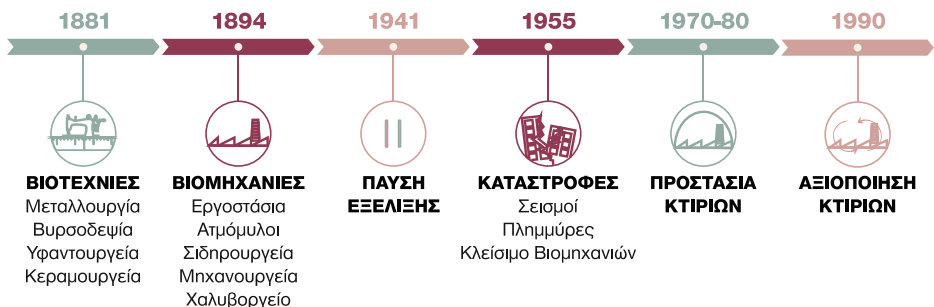 1881
1894
1941
1955
1970-80
1990
ΒΙΟΤΕΧΝΙΕΣ
Μεταλλουργία
Βυρσοδεψία
Υφαντουργεία
Κεραμουργεία
ΒΙΟΜΗΧΑΝΙΕΣ
Εργοστάσια
Ατμόμυλοι
Σιδηρουργεία
Μηχανουργεία
Χαλυβοργείο
ΠΑΥΣΗ
ΕΞΕΛΙΞΗΣ
ΚΑΤΑΣΤΡΟΦΕΣ
Σεισμοί
Πλημμύρες
Κλείσιμο Βιομηχανιών
ΠΡΟΣΤΑΣΙΑ
ΚΤΙΡΙΩΝ
ΑΞΙΟΠΟΙΗΣΗ
ΚΤΙΡΙΩΝ